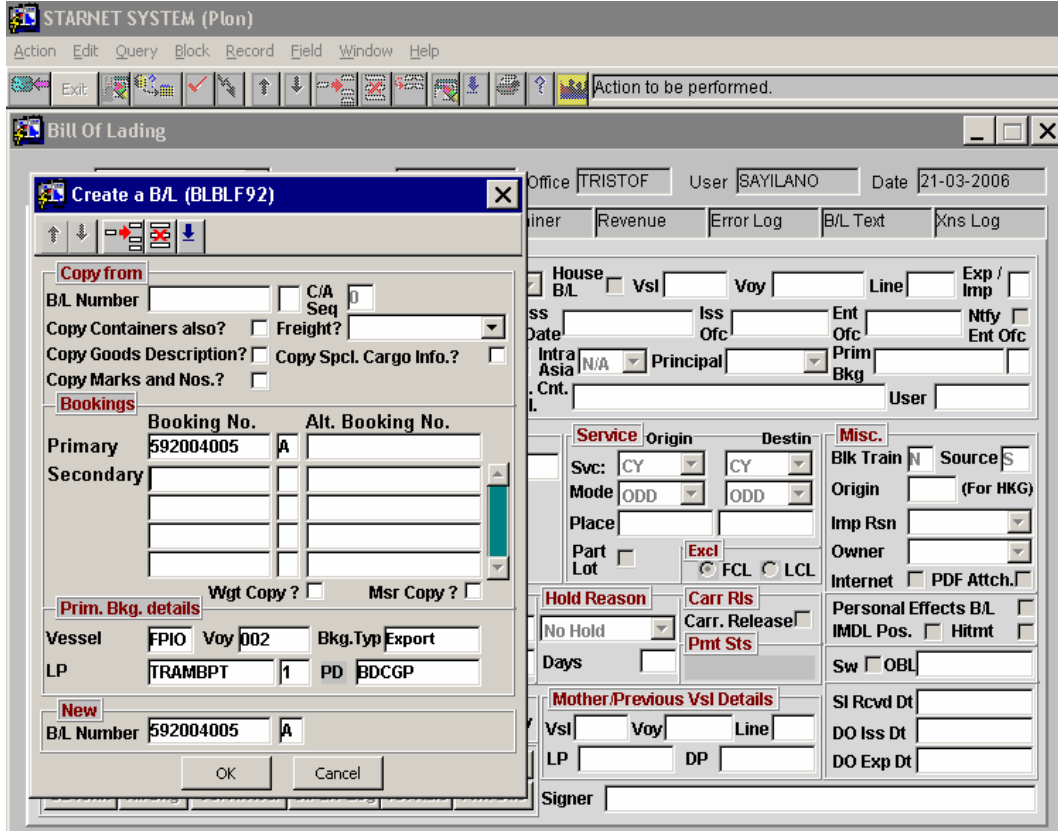 STARNET SYSTEM (Plon)
Action Edit Query Block Record Field Window Help
Exit Action to be performed.
Bill Of Lading
Office TRISTOF User SAYILANO Date 21-03-2006
Revenue Error Log B/L Text Xns Log
Create a B/L (BLBLF92)
Copy from
B/L Number C/A Seq 0
Copy Containers also? Freight?
Copy Goods Description? Copy Spcl. Cargo Info.?
Copy Marks and Nos.?
Bookings
Booking No. Alt. Booking No.
Primary 592004005 A
Secondary
Wgt Copy ? Msr Copy ?
Prim. Bkg. details
Vessel FPIO Voy 002 Bkg.Typ Export
LP TRAMBPT 1 PD BDCGP
New
B/L Number 592004005 A
OK Cancel
House B/L Vsl Voy Line Exp / Imp
Date Iss Ofc Ent Ofc Ntfy Ent Ofc
Intra Asia N/A Principal Prim Bkg
Cnt. User
Service Origin Destin
Svc: CY CY
Mode ODD ODD
Place
Part Lot Excl FCL LCL
Misc.
Blk Train N Source S
Origin (For HKG)
Imp Rsn
Owner
Internet PDF Attch.
Hold Reason
No Hold
Days
Carr Rls
Carr. Release
Pmt Sts
Personal Effects B/L
IMDL Pos. Hitmt
Sw OBL
Mother/Previous Vsl Details
Vsl Voy Line
LP DP
SI Rcvd Dt
DO Iss Dt
DO Exp Dt
Signer